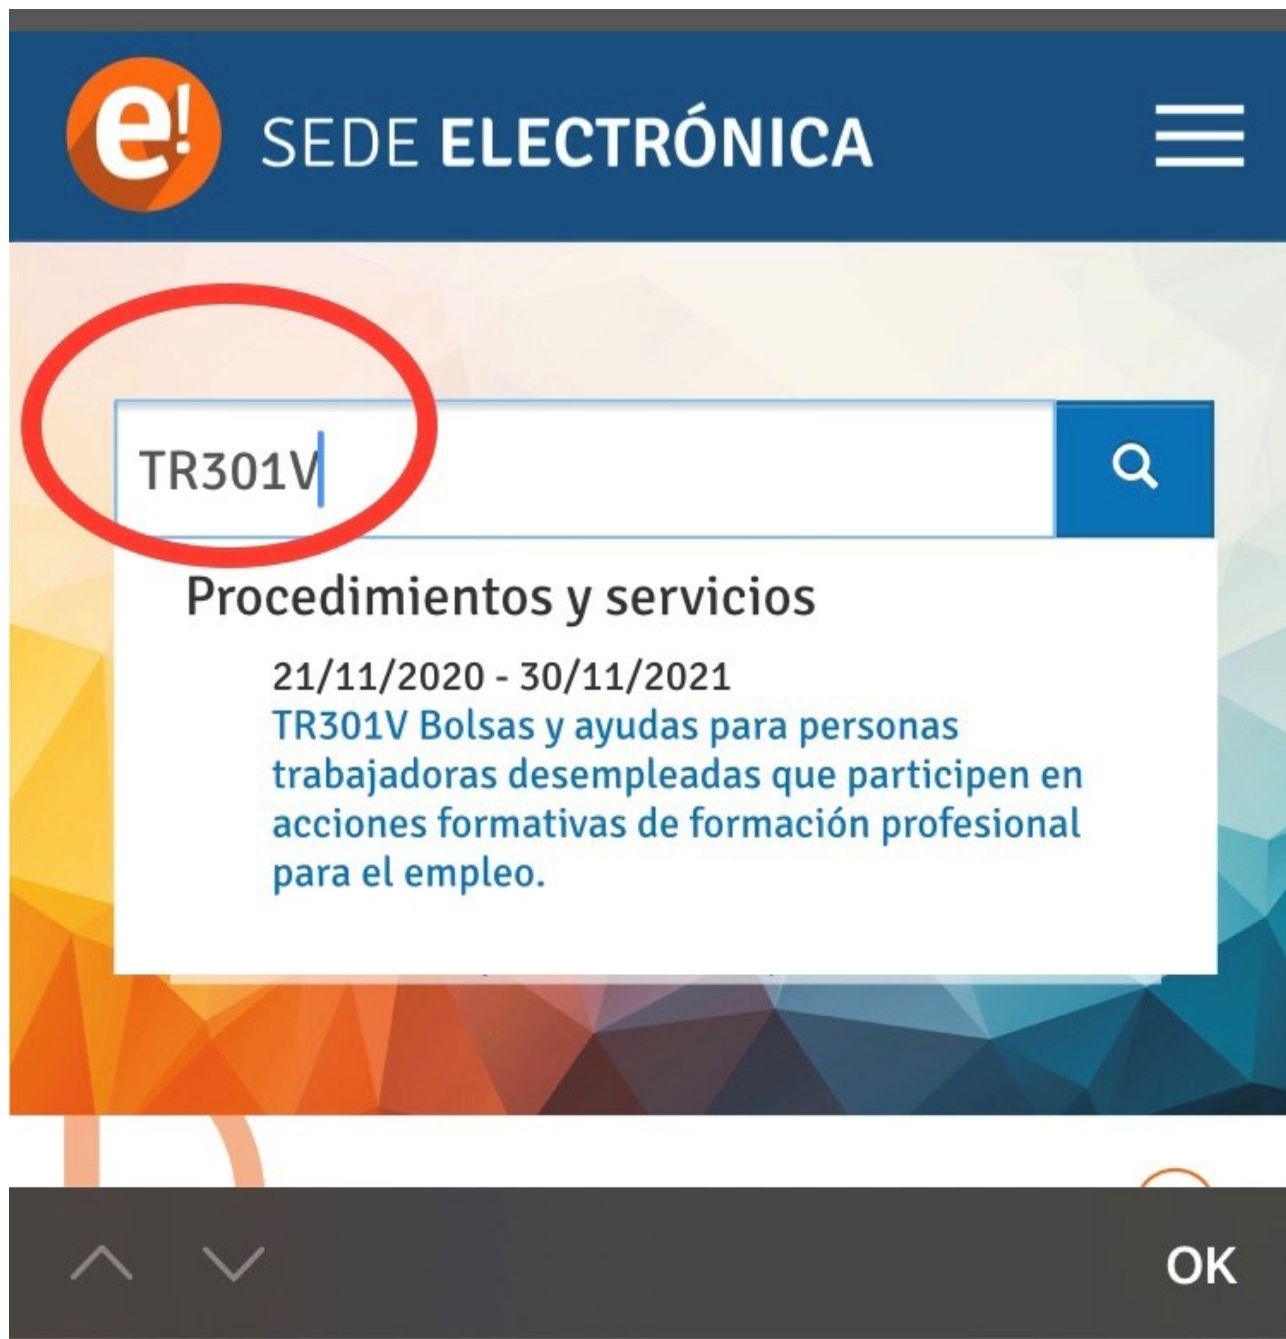 e!
SEDE ELECTRÓNICA
TR301V
Procedimientos y servicios
21/11/2020 - 30/11/2021
TR301V Bolsas y ayudas para personas
trabajadoras desempleadas que participen en
acciones formativas de formación profesional
para el empleo.
OK